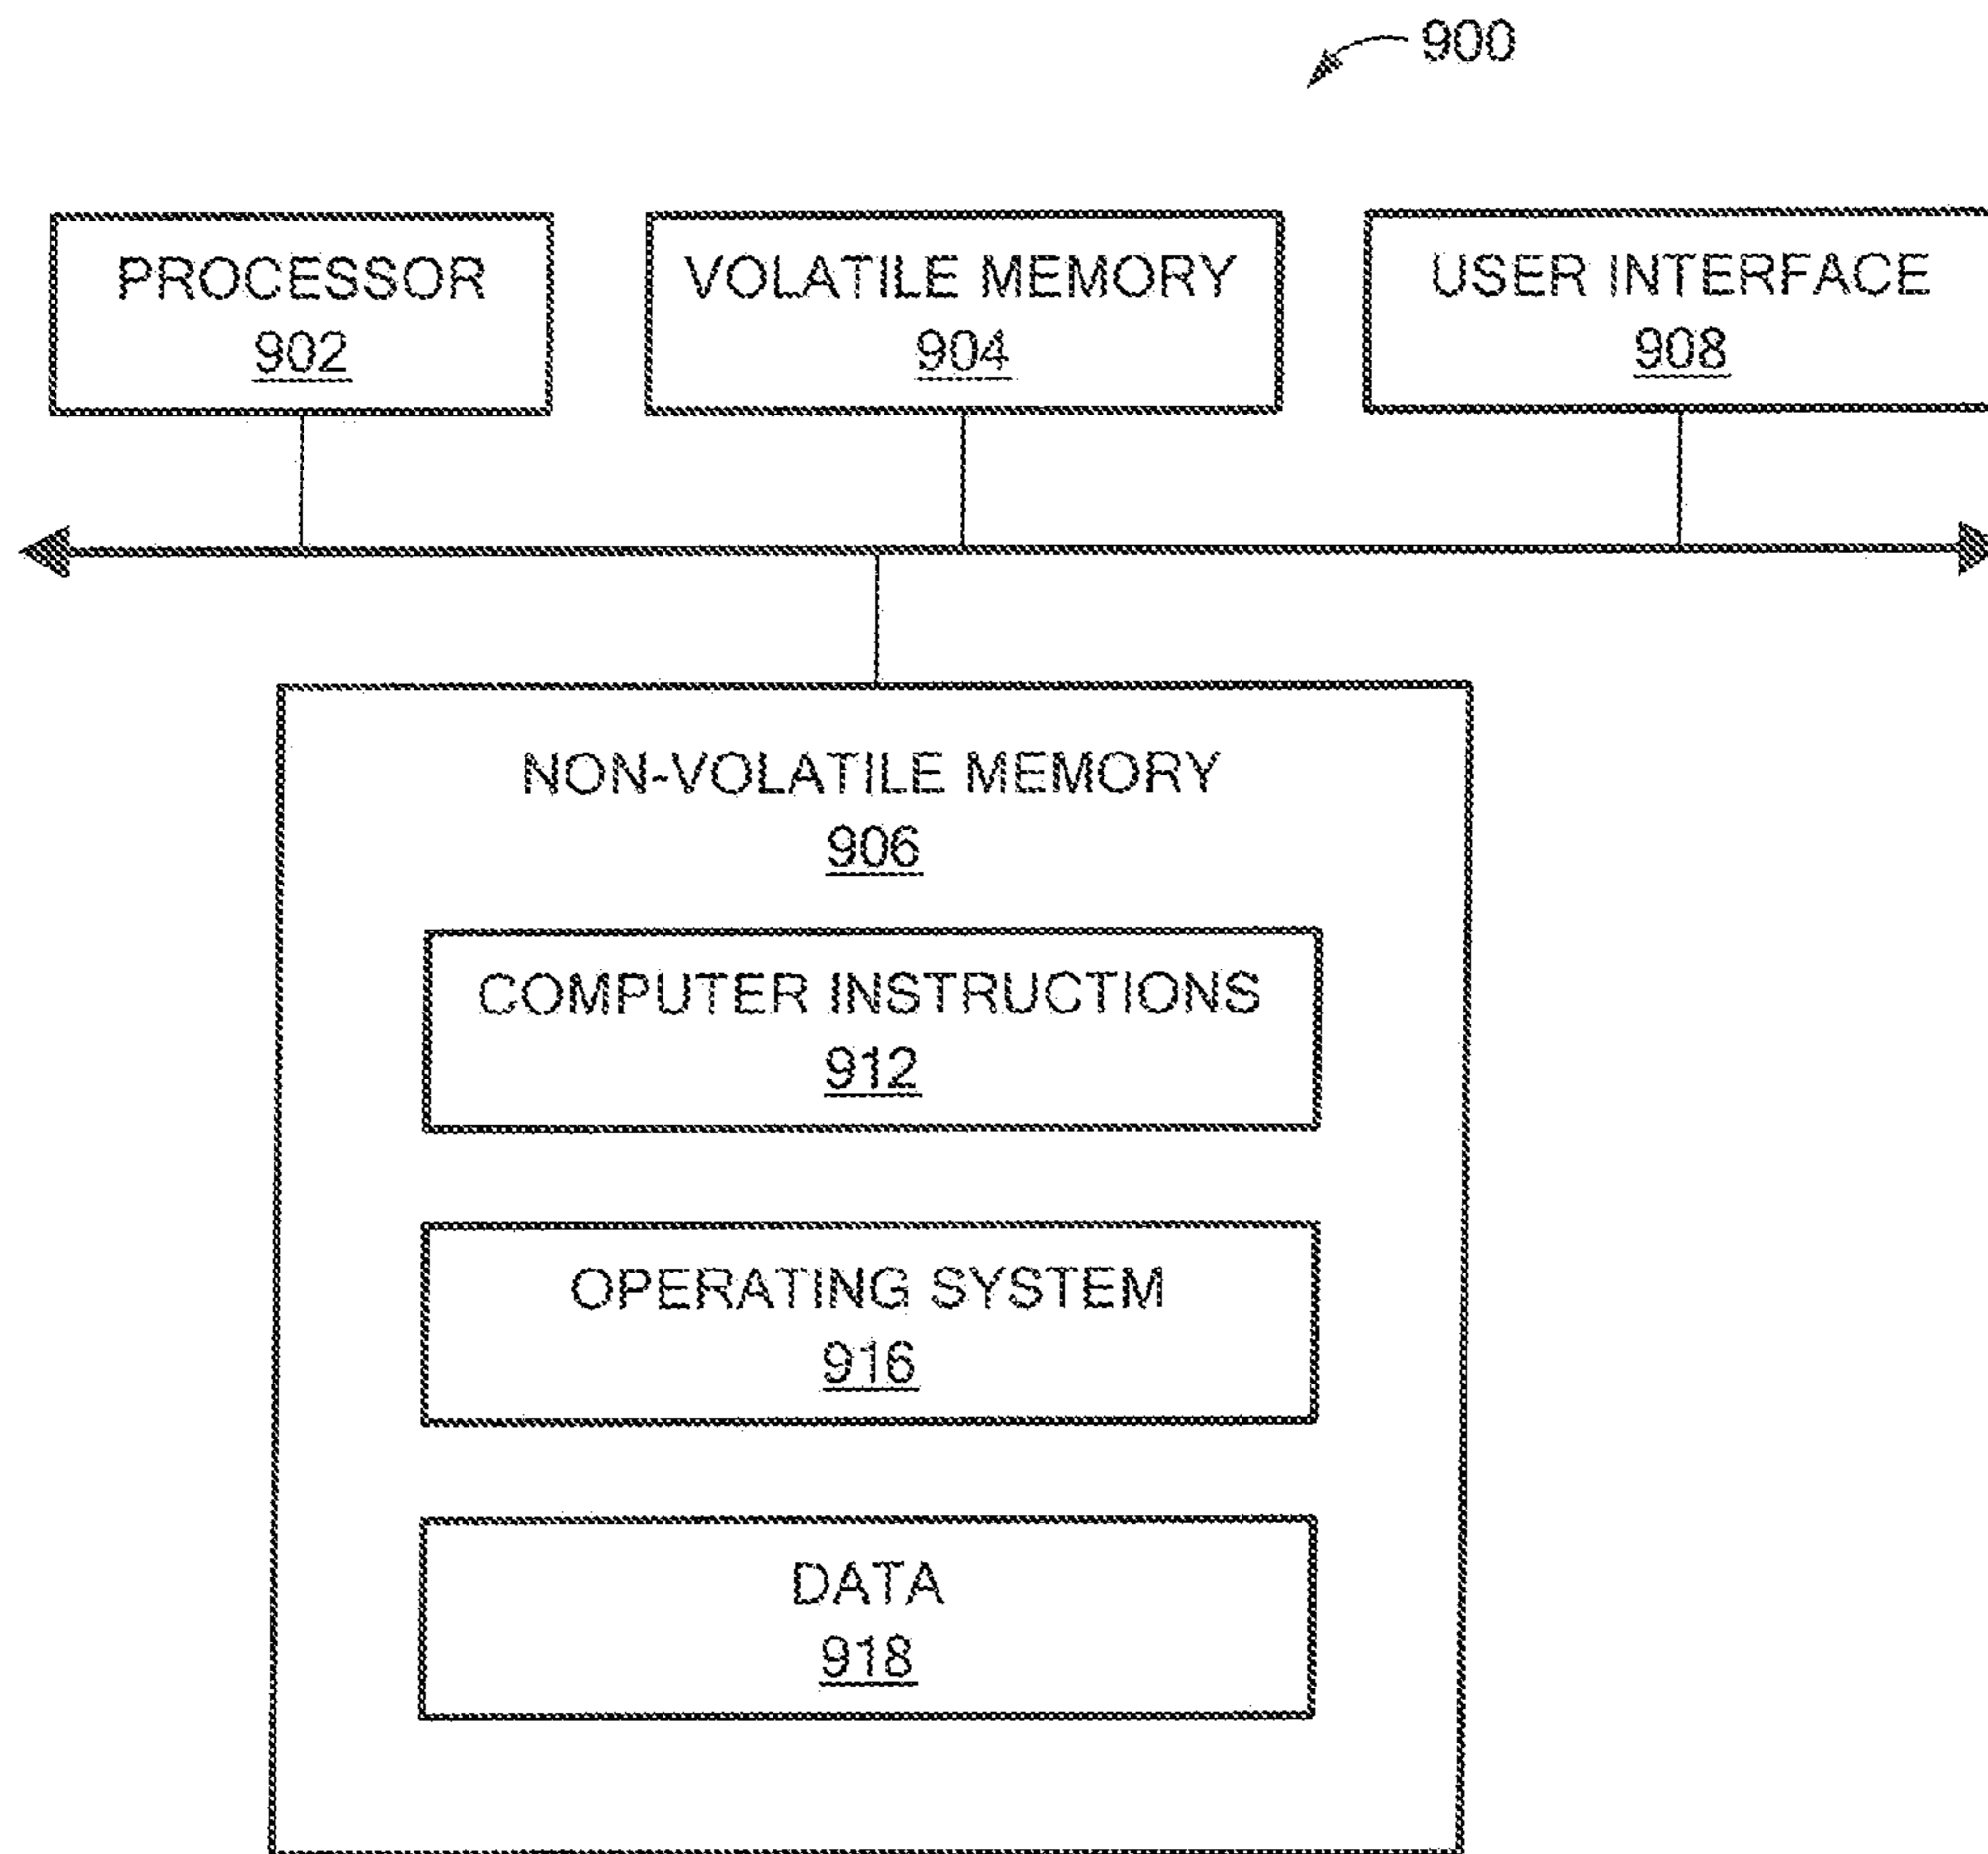 900
PROCESSOR
902
VOLATILE MEMORY
904
USER INTERFACE
908
NON-VOLATILE MEMORY
906
COMPUTER INSTRUCTIONS
912
OPERATING SYSTEM
916
DATA
918